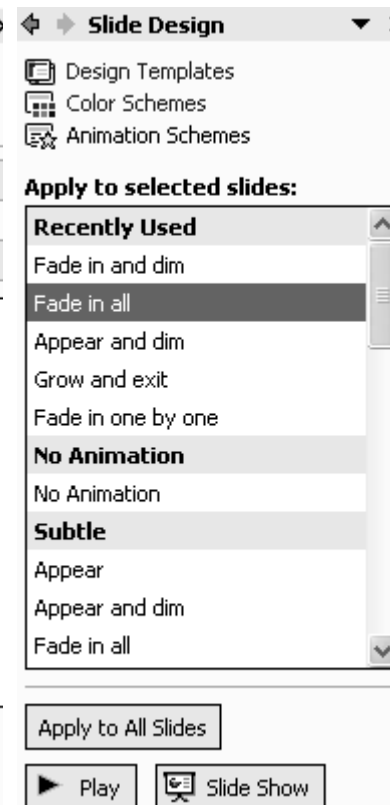 Slide Design
Design Templates
Color Schemes
Animation Schemes
Apply to selected slides:
Recently Used
Fade in and dim
Fade in all
Appear and dim
Grow and exit
Fade in one by one
No Animation
No Animation
Subtle
Appear
Appear and dim
Fade in all
Apply to All Slides
Play Slide Show